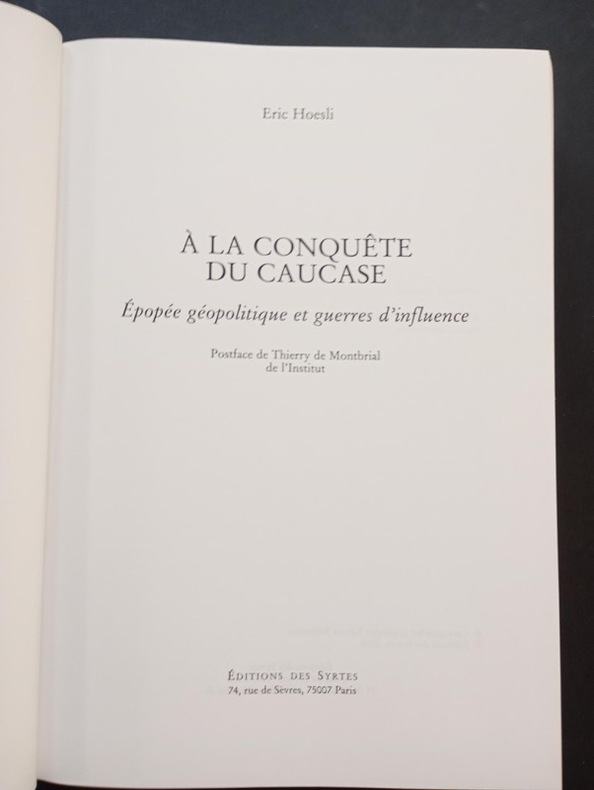 Eric Hoesli
À LA CONQUÊTE
DU CAUCASE
Épopée géopolitique et guerres d'influence
Postface de Thierry de Montbrial
de l'Institut
ÉDITIONS DES SYRTES
74, rue de Sèvres, 75007 Paris